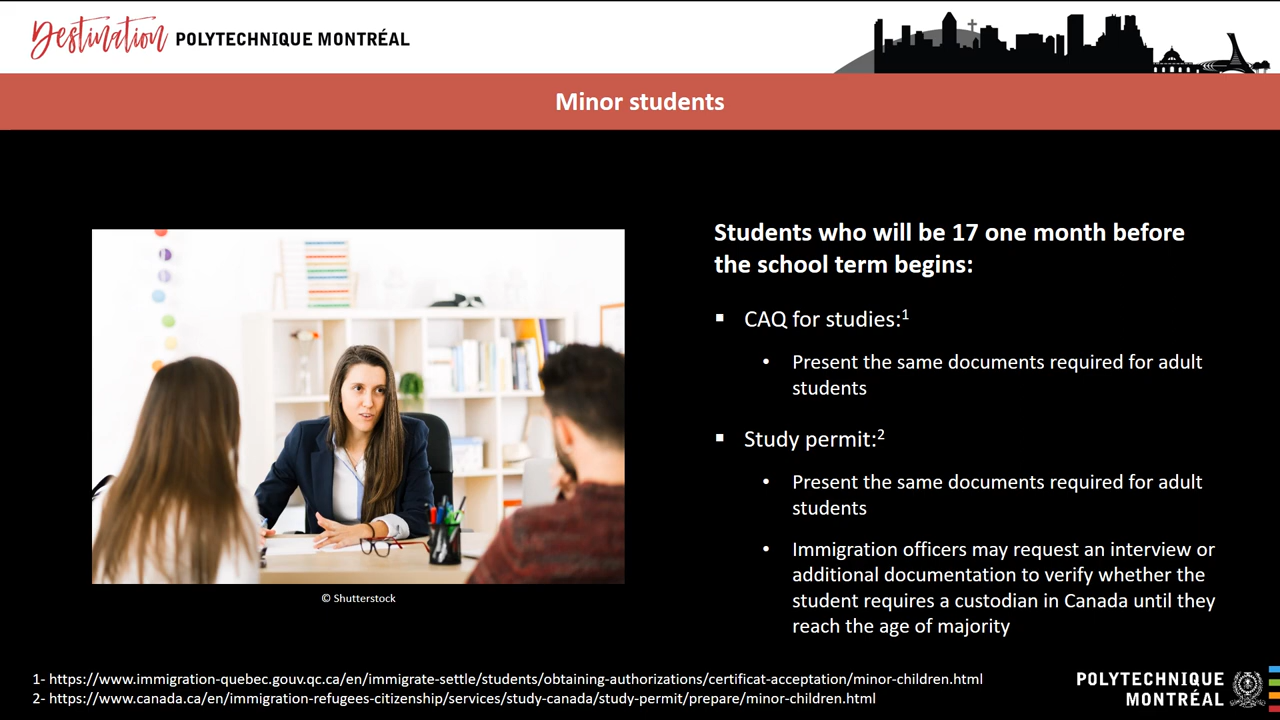 Destination POLYTECHNIQUE MONTRÉAL
Minor students
Students who will be 17 one month before
the school term begins:
▪ CAQ for studies:¹
• Present the same documents required for adult
students
▪ Study permit:²
• Present the same documents required for adult
students
• Immigration officers may request an interview or
additional documentation to verify whether the
student requires a custodian in Canada until they
reach the age of majority
© Shutterstock
1- https://www.immigration-quebec.gouv.qc.ca/en/immigrate-settle/students/obtaining-authorizations/certificat-acceptation/minor-children.html
2- https://www.canada.ca/en/immigration-refugees-citizenship/services/study-canada/study-permit/prepare/minor-children.html
POLYTECHNIQUE
MONTRÉAL